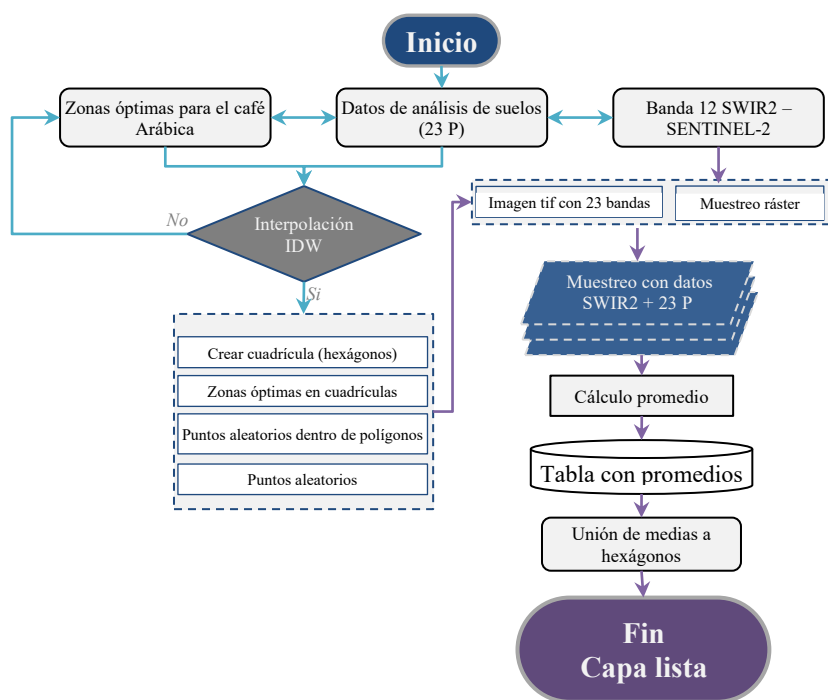 Inicio
Zonas óptimas para el café
Arábica
Datos de análisis de suelos
(23 P)
Banda 12 SWIR2 –
SENTINEL-2
No
Interpolación
IDW
Si
Imagen tif con 23 bandas
Muestreo ráster
Muestreo con datos
SWIR2 + 23 P
Crear cuadrícula (hexágonos)
Zonas óptimas en cuadrículas
Puntos aleatorios dentro de polígonos
Puntos aleatorios
Cálculo promedio
Tabla con promedios
Unión de medias a
hexágonos
Fin
Capa lista